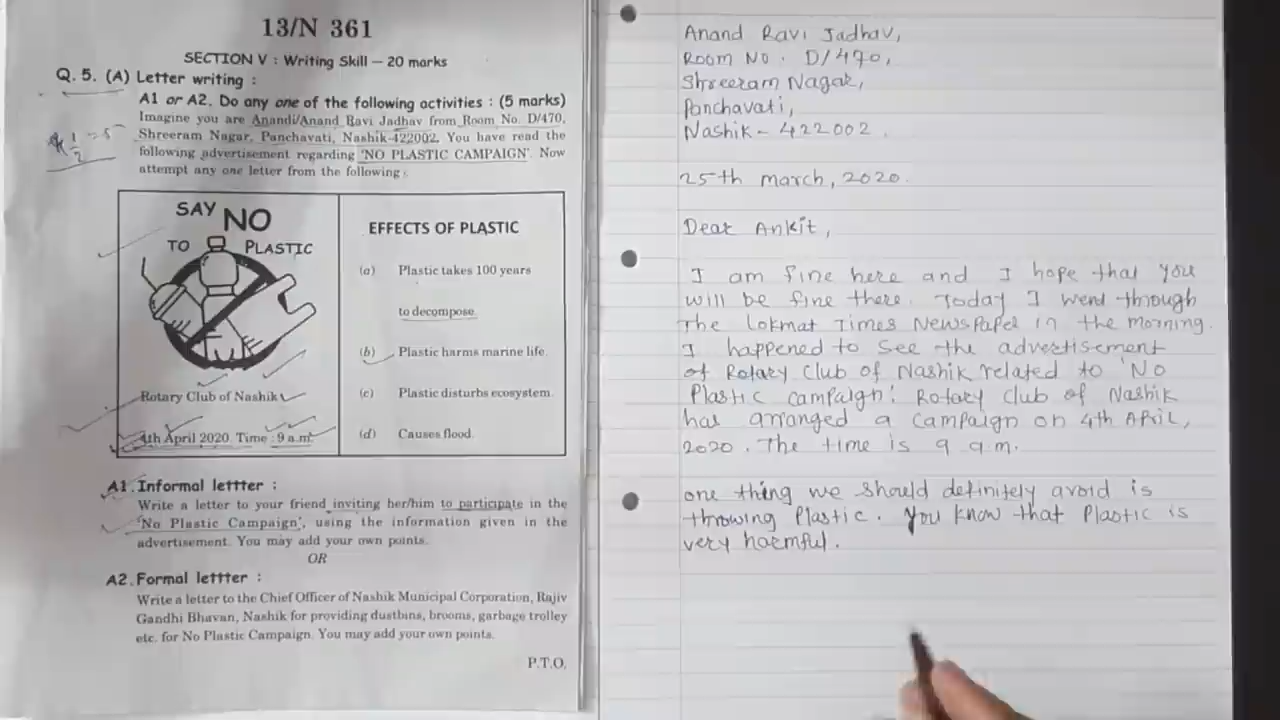 13/N 361
SECTION V : Writing Skill – 20 marks
Q. 5. (A) Letter writing :
A1 or A2. Do any one of the following activities : (5 marks)
Imagine you are Anandi/Anand Ravi Jadhav from Room No. D/470,
Shreeram Nagar, Panchavati, Nashik-422002. You have read the
following advertisement regarding 'NO PLASTIC CAMPAIGN'. Now
attempt any one letter from the following :
SAY NO
TO PLASTIC
Rotary Club of Nashik
4th April 2020, Time : 9 a.m.
EFFECTS OF PLASTIC
(a) Plastic takes 100 years
to decompose.
(b) Plastic harms marine life.
(c) Plastic disturbs ecosystem.
(d) Causes flood.
A1. Informal lettter :
Write a letter to your friend inviting her/him to participate in the
'No Plastic Campaign', using the information given in the
advertisement. You may add your own points.
OR
A2. Formal lettter :
Write a letter to the Chief Officer of Nashik Municipal Corporation, Rajiv
Gandhi Bhavan, Nashik for providing dustbins, brooms, garbage trolley
etc. for No Plastic Campaign. You may add your own points.
P.T.O.
Anand Ravi Jadhav,
Room No. D/470,
Shreeram Nagar,
Panchavati,
Nashik - 422002.
25th march, 2020.
Dear Ankit,
I am fine here and I hope that you
will be fine there. Today I went through
The Lokmat Times Newspaper in the morning.
I happened to see the advertisement
of Rotary Club of Nashik related to 'No
Plastic campaign'. Rotary Club of Nashik
has arranged a campaign on 4th April,
2020. The time is 9 a.m.
one thing we should definitely avoid is
throwing Plastic. You know that Plastic is
very harmful.